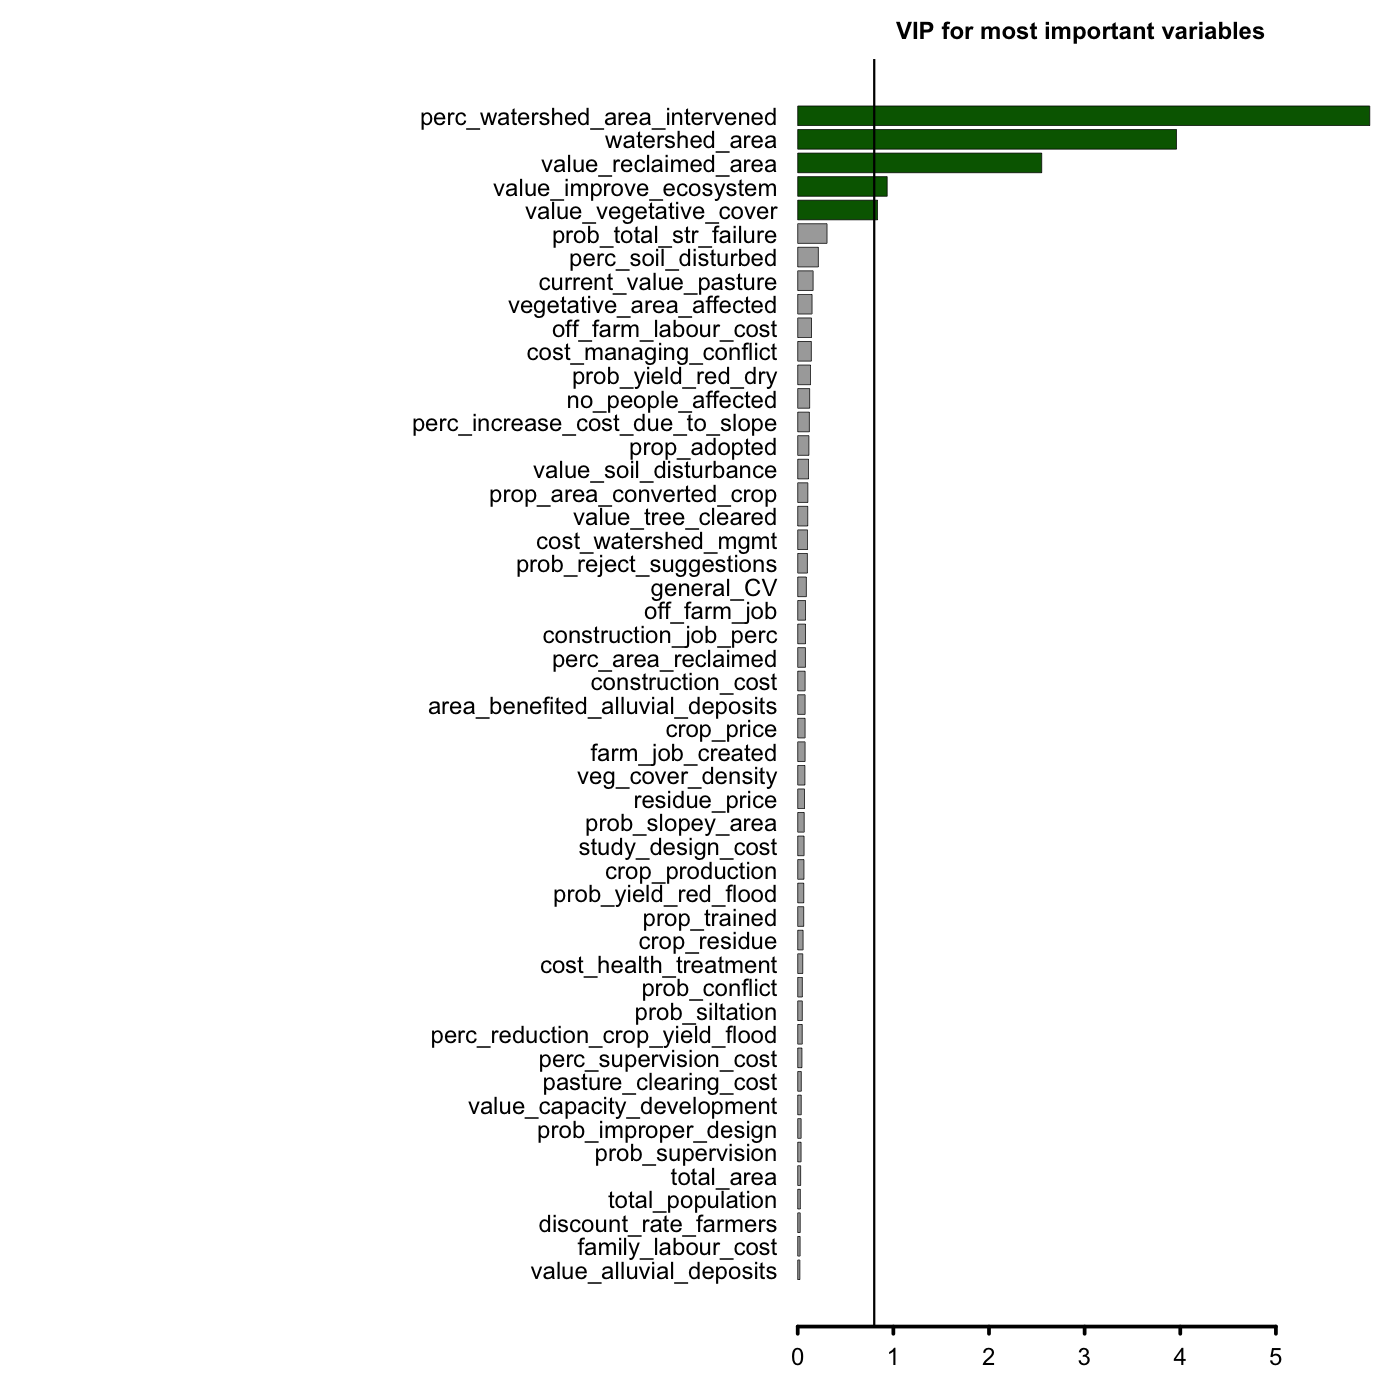 VIP for most important variables
perc_watershed_area_intervened
watershed_area
value_reclaimed_area
value_improve_ecosystem
value_vegetative_cover
prob_total_str_failure
perc_soil_disturbed
current_value_pasture
vegetative_area_affected
off_farm_labour_cost
cost_managing_conflict
prob_yield_red_dry
no_people_affected
perc_increase_cost_due_to_slope
prop_adopted
value_soil_disturbance
prop_area_converted_crop
value_tree_cleared
cost_watershed_mgmt
prob_reject_suggestions
general_CV
off_farm_job
construction_job_perc
perc_area_reclaimed
construction_cost
area_benefited_alluvial_deposits
crop_price
farm_job_created
veg_cover_density
residue_price
prob_slopey_area
study_design_cost
crop_production
prob_yield_red_flood
prop_trained
crop_residue
cost_health_treatment
prob_conflict
prob_siltation
perc_reduction_crop_yield_flood
perc_supervision_cost
pasture_clearing_cost
value_capacity_development
prob_improper_design
prob_supervision
total_area
total_population
discount_rate_farmers
family_labour_cost
value_alluvial_deposits
0 1 2 3 4 5